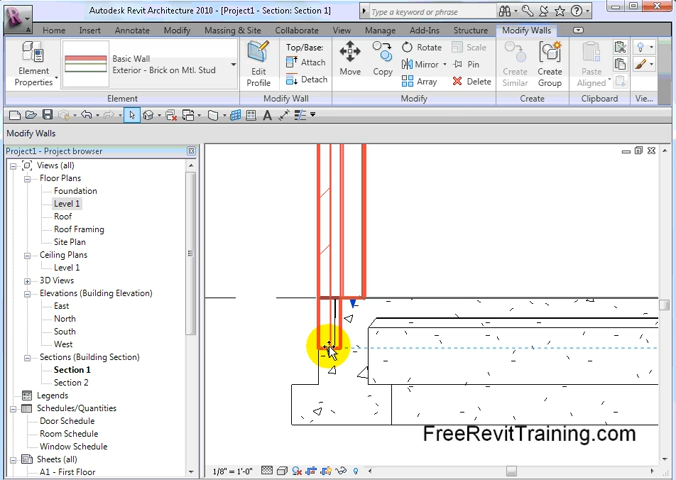 Autodesk Revit Architecture 2010 - [Project1 - Section: Section 1]
Type a keyword or phrase
Home Insert Annotate Modify Massing & Site Collaborate View Manage Add-Ins Structure Modify Walls
Element
Properties
Basic Wall
Exterior - Brick on Mtl. Stud
Edit
Profile
Top/Base:
Attach
Detach
Move
Copy
Rotate
Mirror
Array
Scale
Pin
Delete
Create
Similar
Create
Group
Paste
Aligned
Element Modify Wall Modify Create Clipboard Vie...
Modify Walls
Project1 - Project browser
Views (all)
Floor Plans
Foundation
Level 1
Roof
Roof Framing
Site Plan
Ceiling Plans
Level 1
3D Views
Elevations (Building Elevation)
East
North
South
West
Sections (Building Section)
Section 1
Section 2
Legends
Schedules/Quantities
Door Schedule
Room Schedule
Window Schedule
Sheets (all)
A1 - First Floor
FreeRevitTraining.com
1/8" = 1'-0"